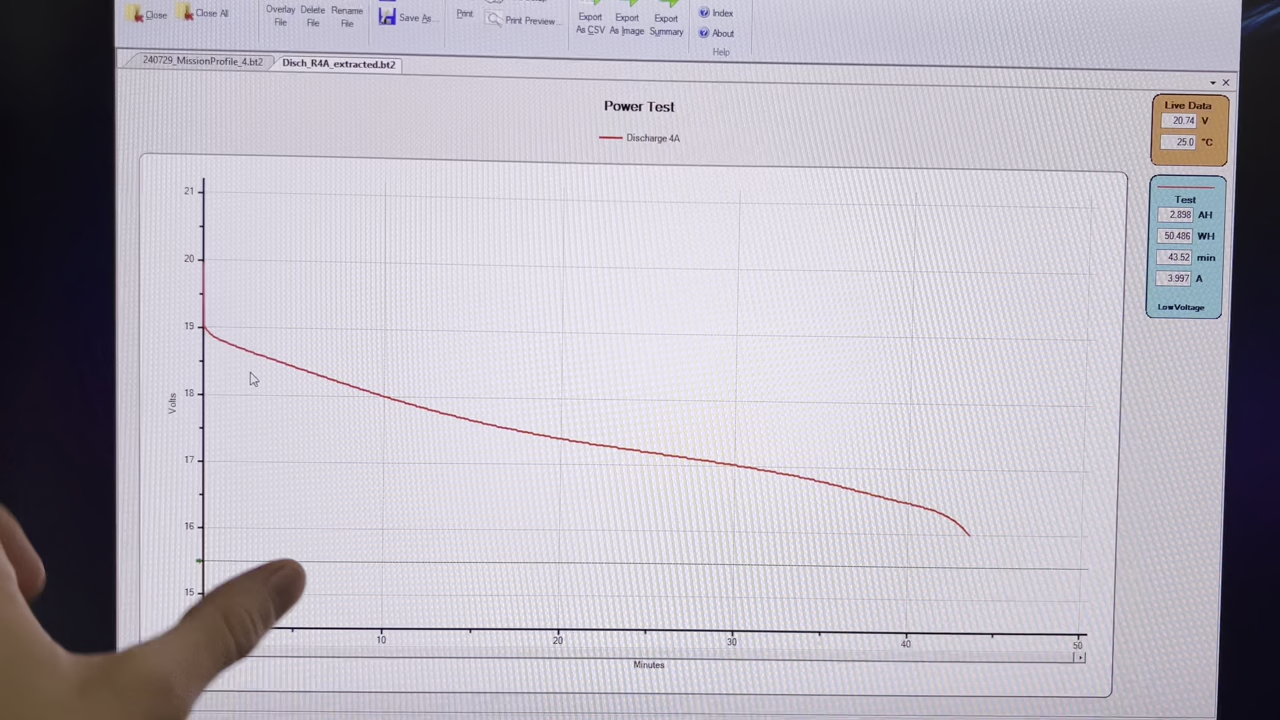 Close
Close All
Overlay File
Delete File
Rename File
Save As...
Print
Print Preview...
Export As CSV
Export As Image
Export Summary
Index
About
Help
240729_MissionProfile_4.bt2
Disch_R4A_extracted.bt2
Power Test
Discharge 4A
Live Data
20.74 V
25.0 °C
Test
2.898 AH
50.486 WH
43.52 min
3.997 A
LowVoltage
21
20
19
18
17
16
15
Volts
10
20
30
40
50
Minutes